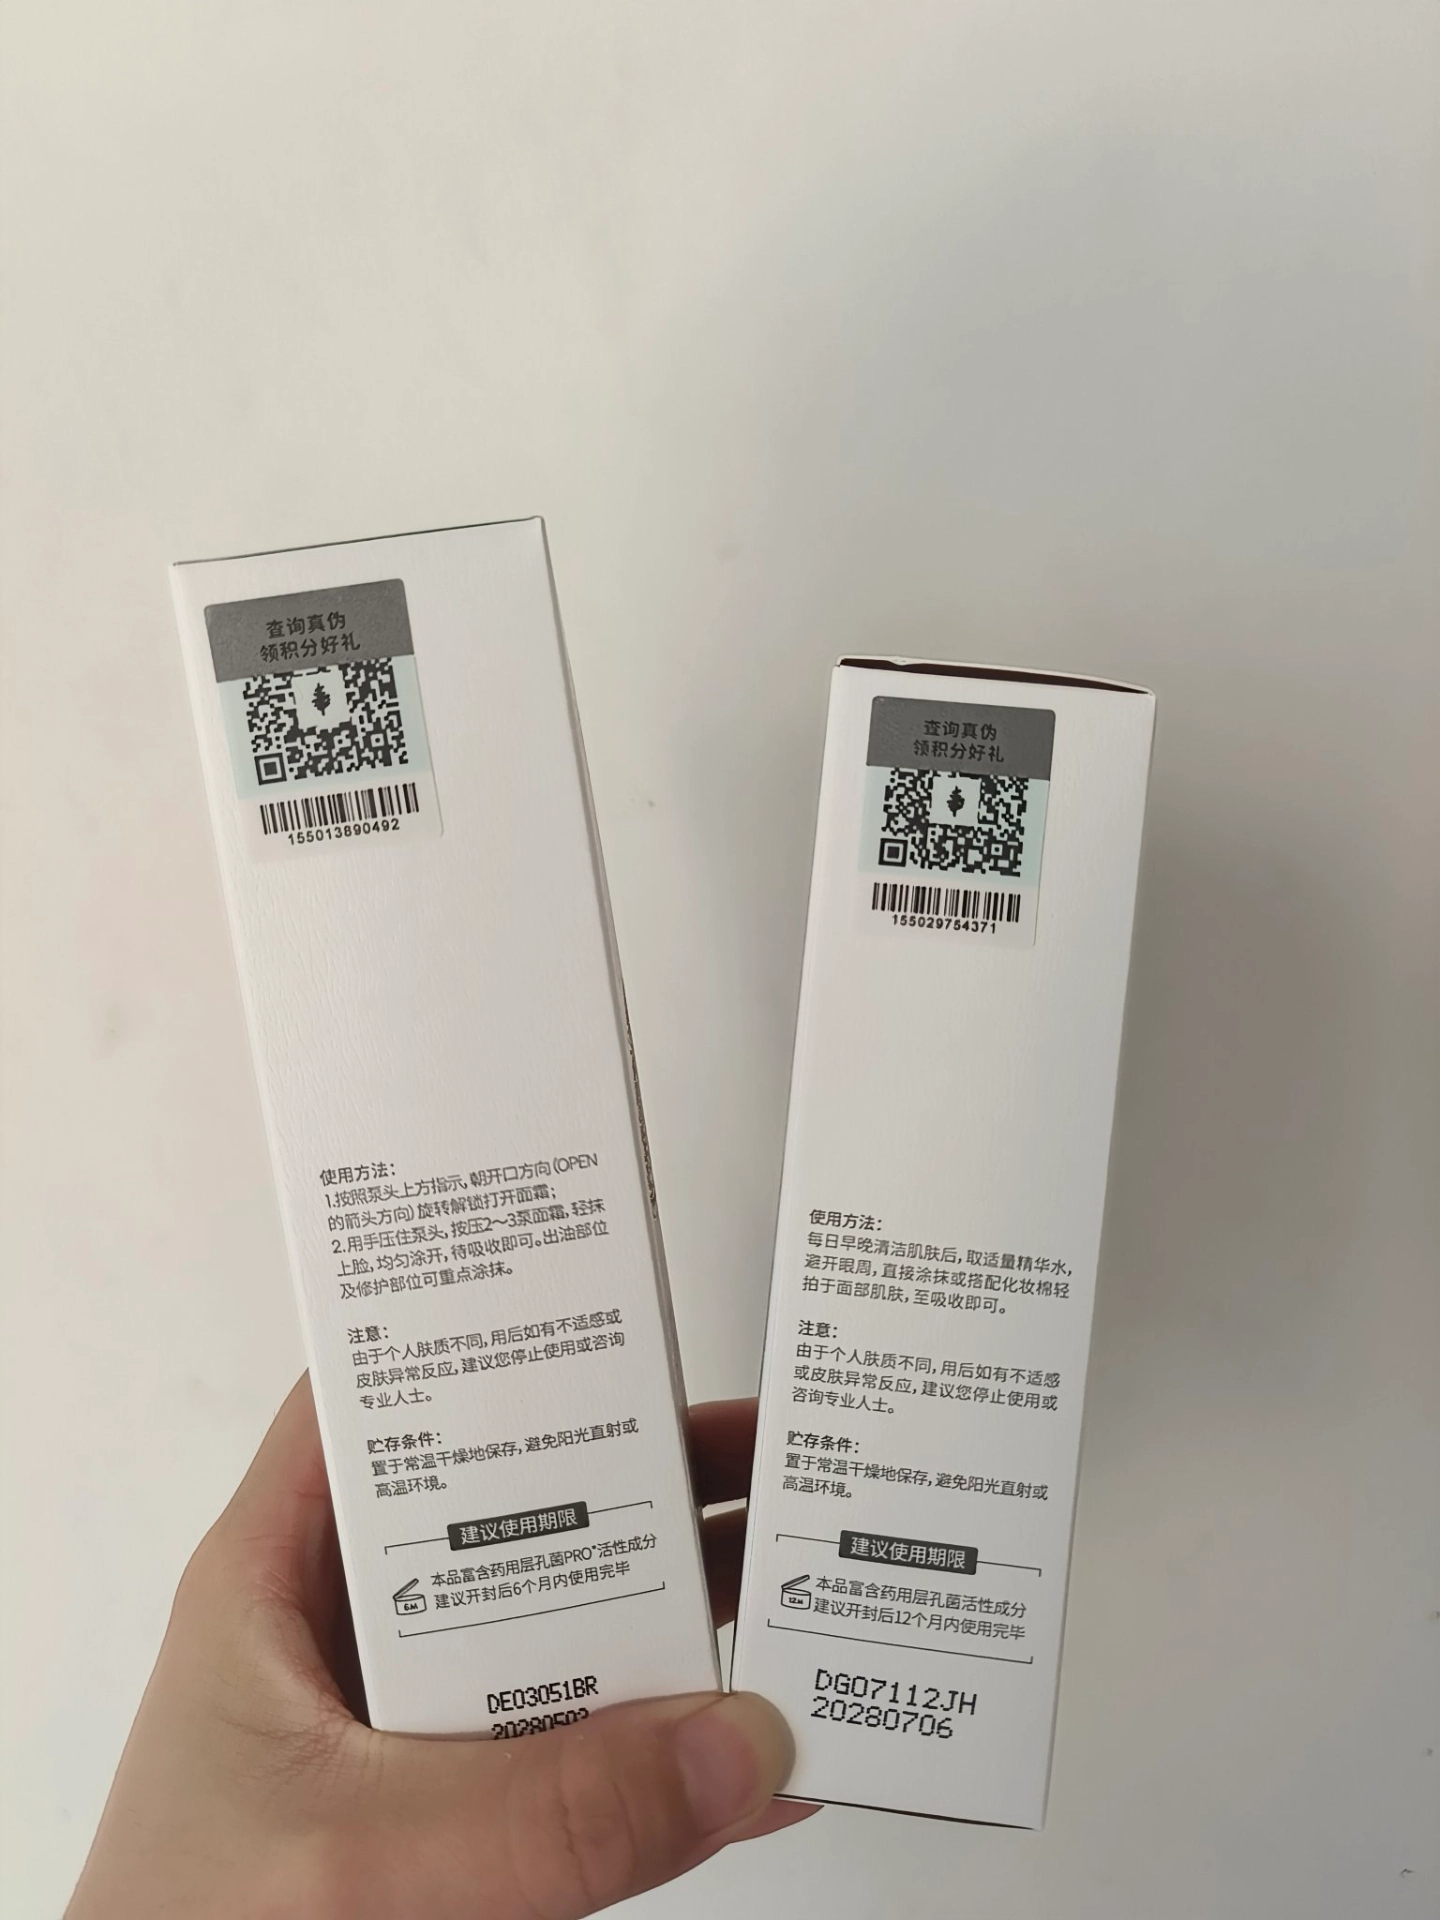 查询真伪
领积分好礼
155013890492
使用方法：
1.按照泵头上方指示，朝开口方向（OPEN
的箭头方向）旋转解锁打开面霜；
2.用手压住泵头，按压2～3泵面霜，轻抹
上脸，均匀涂开，待吸收即可。出油部位
及修护部位可重点涂抹。
注意：
由于个人肤质不同，用后如有不适感或
皮肤异常反应，建议您停止使用或咨询
专业人士。
贮存条件：
置于常温干燥地保存，避免阳光直射或
高温环境。
建议使用期限
6M
本品富含药用层孔菌PRO*活性成分
建议开封后6个月内使用完毕
DE03051BR
查询真伪
领积分好礼
155029754371
使用方法：
每日早晚清洁肌肤后，取适量精华水，
避开眼周，直接涂抹或搭配化妆棉轻
拍于面部肌肤，至吸收即可。
注意：
由于个人肤质不同，用后如有不适感
或皮肤异常反应，建议您停止使用或
咨询专业人士。
贮存条件：
置于常温干燥地保存，避免阳光直射或
高温环境。
建议使用期限
12M
本品富含药用层孔菌活性成分
建议开封后12个月内使用完毕
DG07112JH
20280706